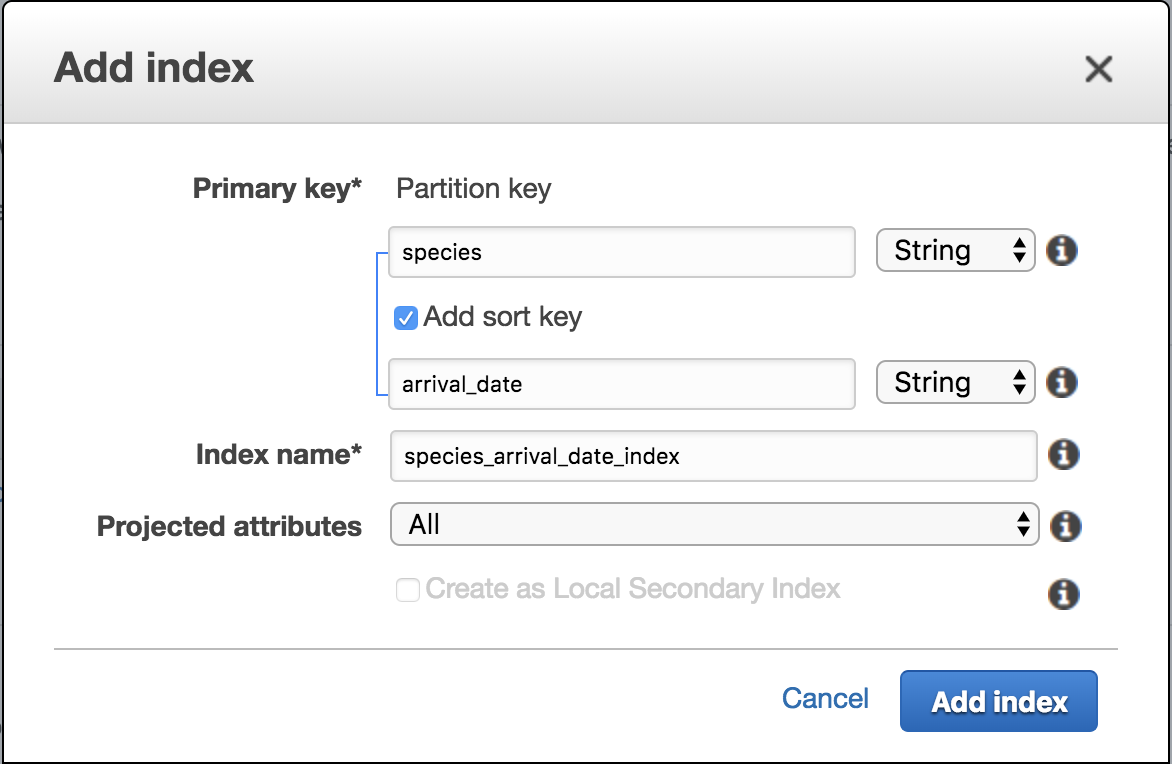 Add index
Primary key* Partition key
species String
Add sort key
arrival_date String
Index name* species_arrival_date_index
Projected attributes All
Create as Local Secondary Index
Cancel Add index